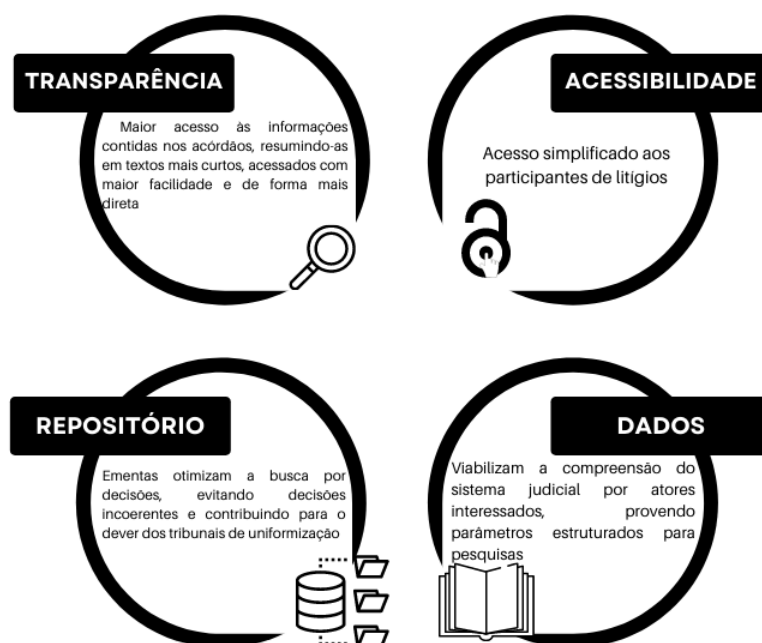 TRANSPARÊNCIA
Maior acesso às informações
contidas nos acórdãos, resumindo-as
em textos mais curtos, acessados com
maior facilidade e de forma mais
direta
ACESSIBILIDADE
Acesso simplificado aos
participantes de litígios
REPOSITÓRIO
Ementas otimizam a busca por
decisões, evitando decisões
incoerentes e contribuindo para o
dever dos tribunais de uniformização
DADOS
Viabilizam a compreensão do
sistema judicial por atores
interessados, provendo
parâmetros estruturados para
pesquisas